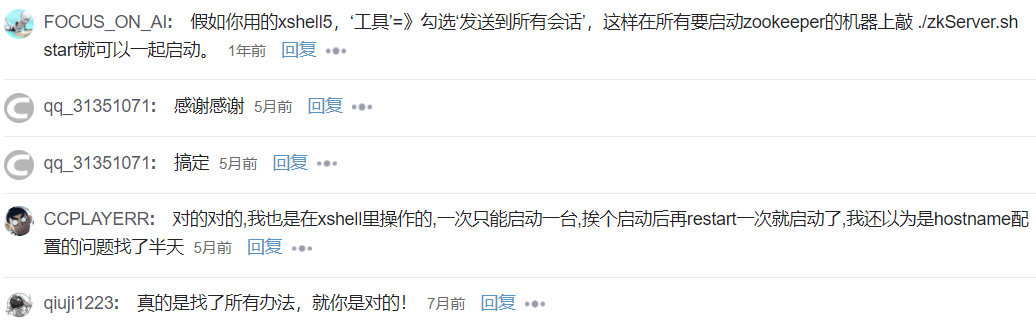 FOCUS_ON_AI： 假如你用的xshell5，‘工具’=》勾选‘发送到所有会话’，这样在所有要启动zookeeper的机器上敲 ./zkServer.sh
start就可以一起启动。 1年前 回复 •••
qq_31351071： 感谢感谢 5月前 回复 •••
qq_31351071： 搞定 5月前 回复 •••
CCPLAYERR： 对的对的,我也是在xshell里操作的,一次只能启动一台,挨个启动后再restart一次就启动了,我还以为是hostname配
置的问题找了半天 5月前 回复 •••
qiuji1223： 真的是找了所有办法，就你是对的！ 7月前 回复 •••